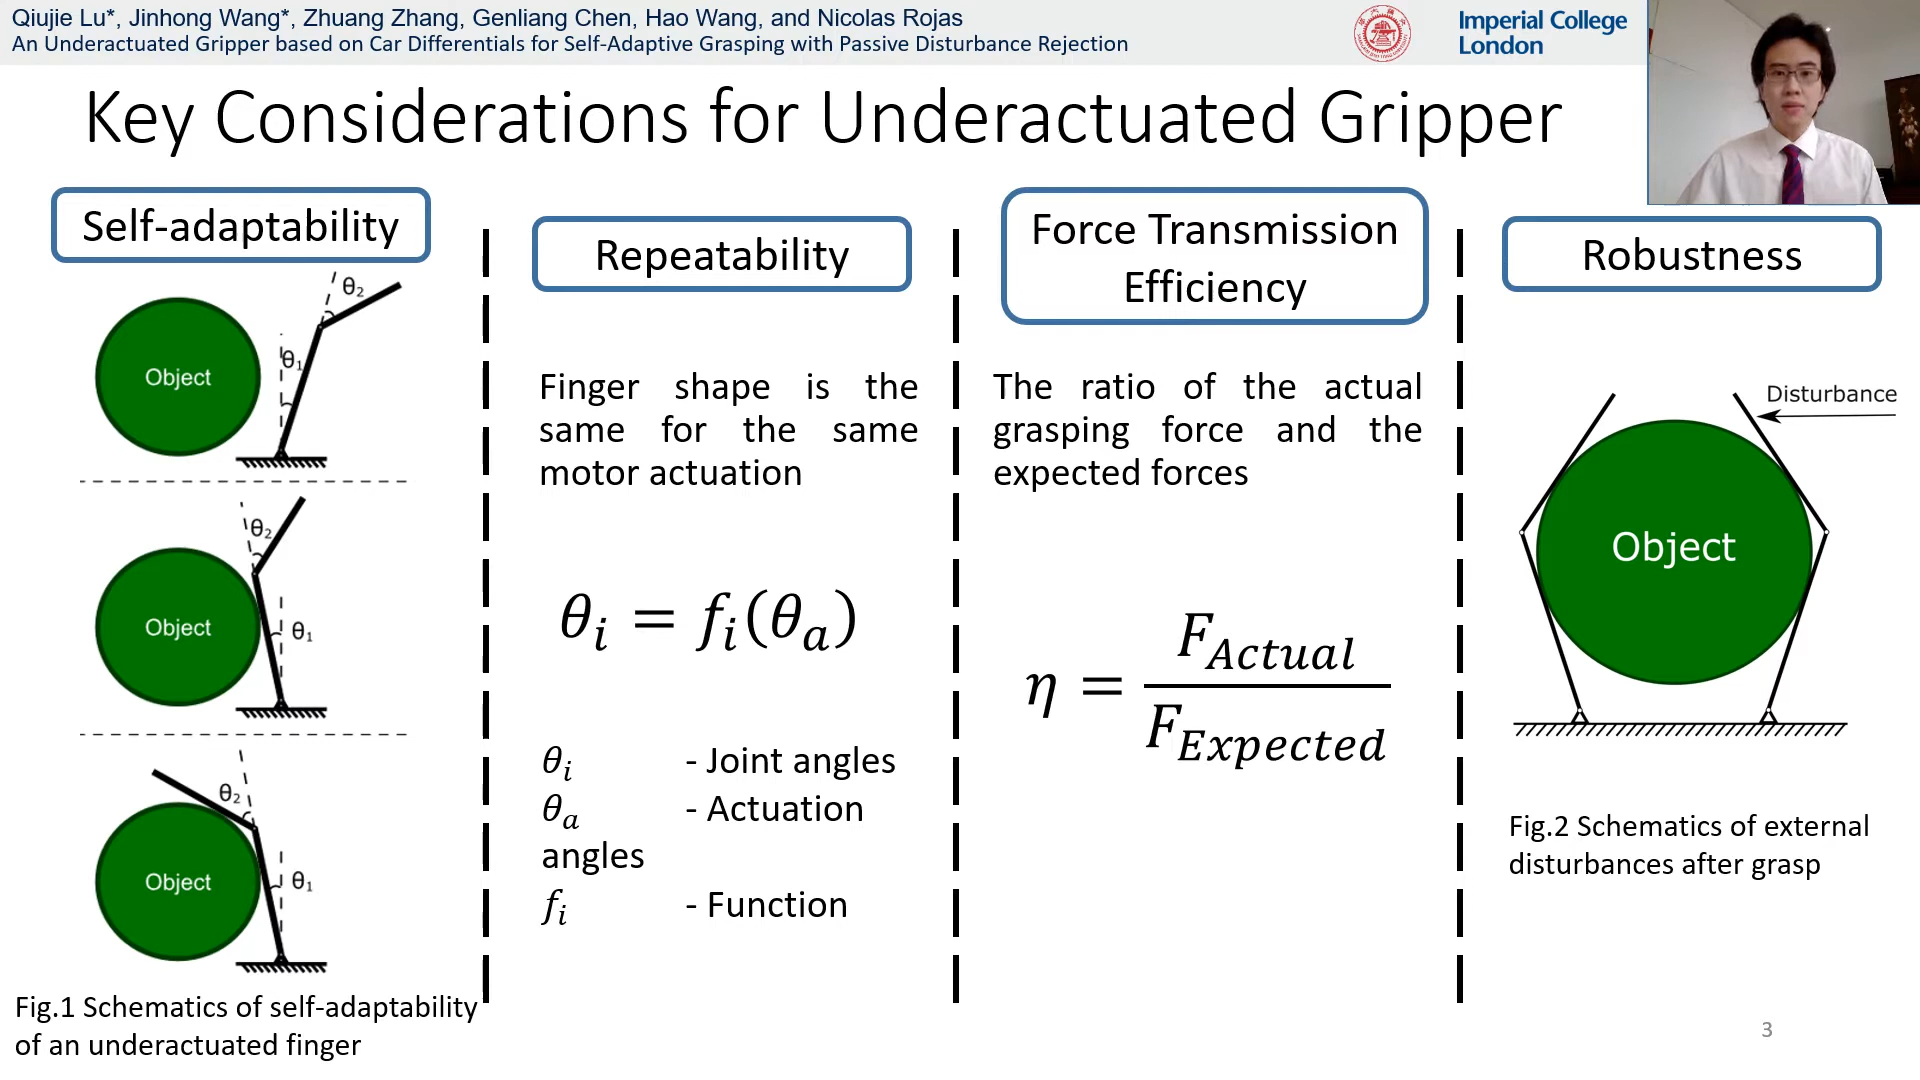 Qiujie Lu*, Jinhong Wang*, Zhuang Zhang, Genliang Chen, Hao Wang, and Nicolas Rojas
An Underactuated Gripper based on Car Differentials for Self-Adaptive Grasping with Passive Disturbance Rejection
Imperial College
London
Key Considerations for Underactuated Gripper
Self-adaptability
θ₂
θ₁
Object
θ₂
Object
θ₁
θ₂
Object
θ₁
Fig.1 Schematics of self-adaptability
of an underactuated finger
Repeatability
Finger shape is the
same for the same
motor actuation
θᵢ = fᵢ(θₐ)
θᵢ - Joint angles
θₐ - Actuation
angles
fᵢ - Function
Force Transmission
Efficiency
The ratio of the actual
grasping force and the
expected forces
η = F_Actual / F_Expected
Robustness
Disturbance
Object
Fig.2 Schematics of external
disturbances after grasp
3